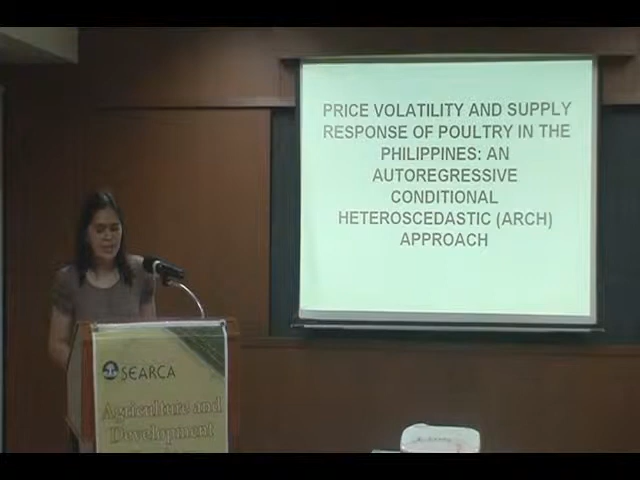 PRICE VOLATILITY AND SUPPLY
RESPONSE OF POULTRY IN THE
PHILIPPINES: AN
AUTOREGRESSIVE
CONDITIONAL
HETEROSCEDASTIC (ARCH)
APPROACH
SEARCA
Agriculture and
Development